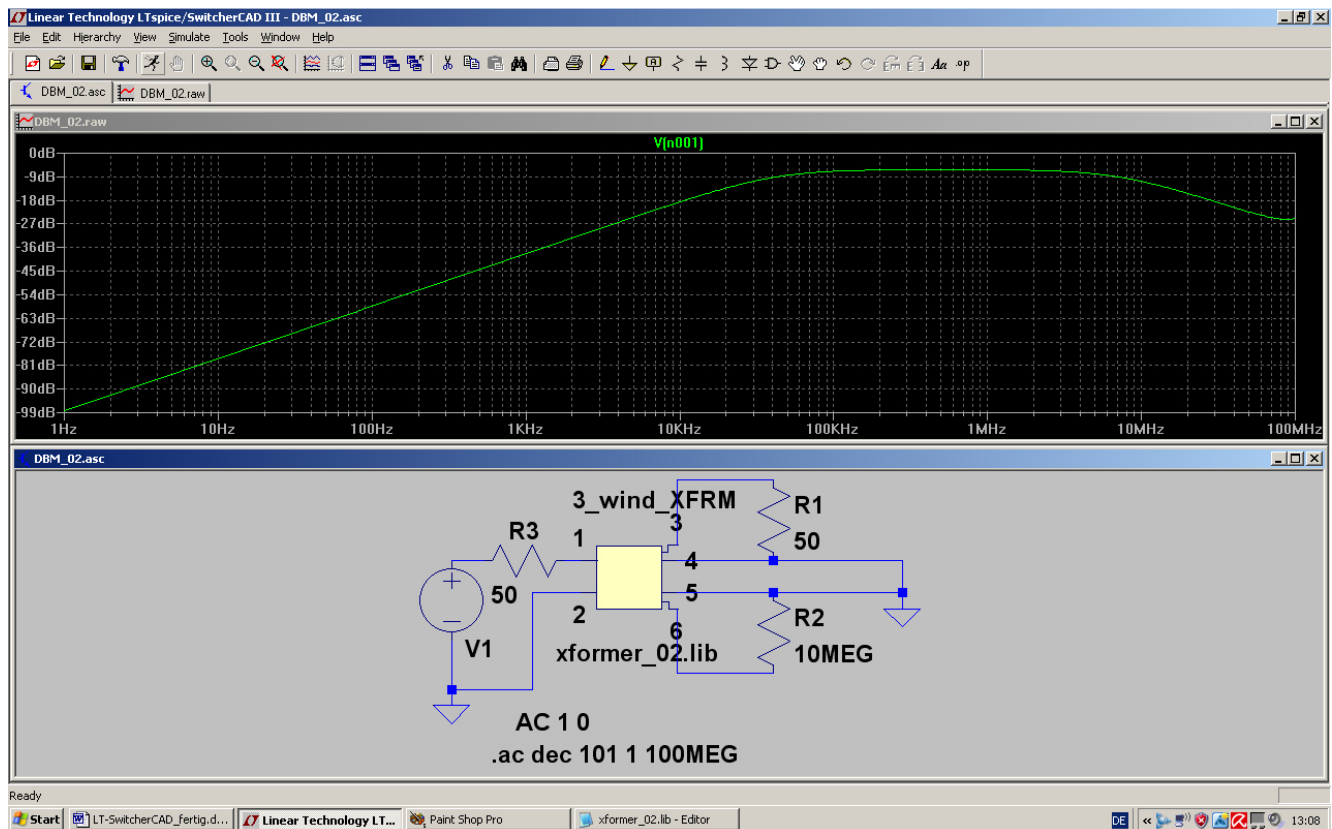 Linear Technology LTspice/SwitcherCAD III - DBM_02.asc
File Edit Hierarchy View Simulate Tools Window Help
Aa .op
DBM_02.asc DBM_02.raw
DBM_02.raw
V(n001)
0dB
-9dB
-18dB
-27dB
-36dB
-45dB
-54dB
-63dB
-72dB
-81dB
-90dB
-99dB
1Hz 10Hz 100Hz 1KHz 10KHz 100KHz 1MHz 10MHz 100MHz
DBM_02.asc
3_wind_XFRM
R3 1 3 R1
50
4
50 5
2 R2
6
V1 xformer_02.lib 10MEG
AC 1 0
.ac dec 101 1 100MEG
Ready
Start LT-SwitcherCAD_fertig.d... Linear Technology LT... Paint Shop Pro xformer_02.lib - Editor DE « 13:08